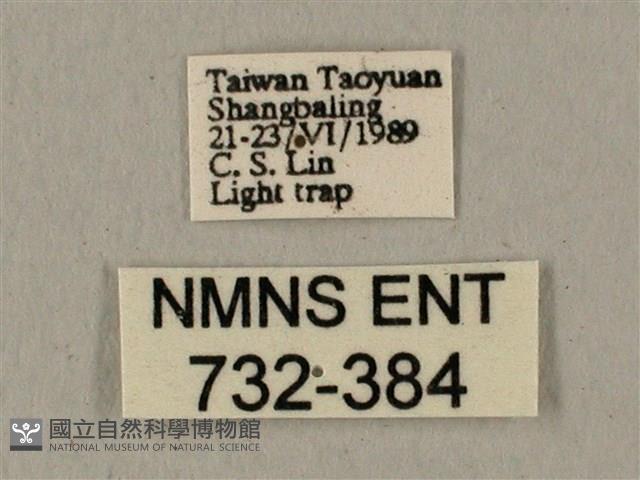 Taiwan Taoyuan
Shangbaling
21-23/VI/1989
C. S. Lin
Light trap
NMNS ENT
732-384
國立自然科學博物館
NATIONAL MUSEUM OF NATURAL SCIENCE